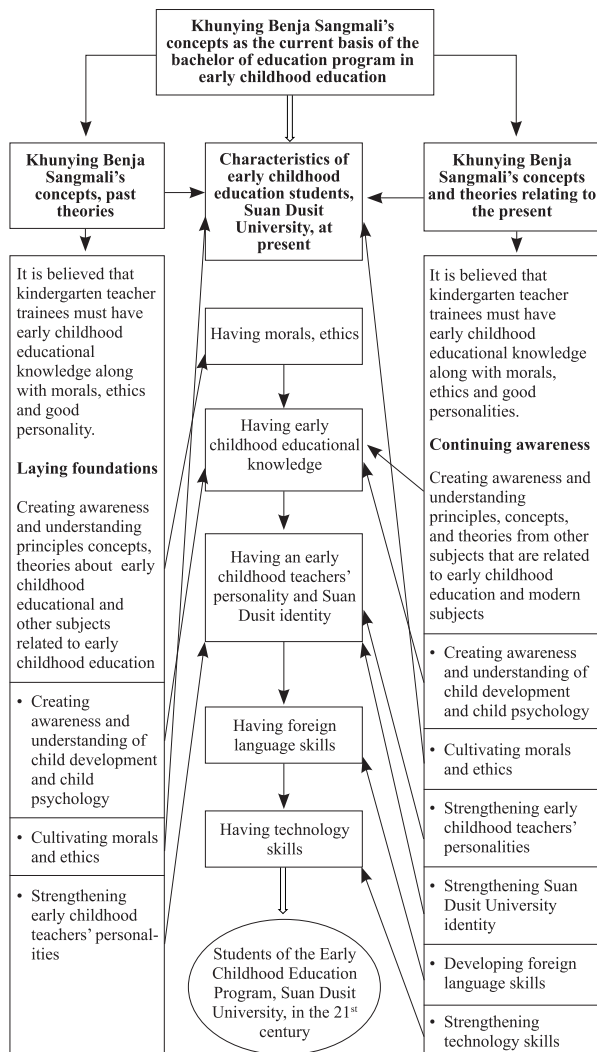 Khunying Benja Sangmali's
concepts as the current basis of the
bachelor of education program in
early childhood education
Khunying Benja
Sangmali's
concepts, past
theories
Characteristics of
early childhood
education students,
Suan Dusit
University, at
present
Khunying Benja
Sangmali's concepts
and theories relating to
the present
It is believed that
kindergarten teacher
trainees must have
early childhood
educational
knowledge along
with morals, ethics
and good
personality.
Laying foundations
Creating awareness
and understanding
principles concepts,
theories about early
childhood
educational and
other subjects
related to early
childhood education
• Creating
awareness and
understanding of
child development
and child
psychology
• Cultivating morals
and ethics
• Strengthening
early childhood
teachers' personal-
ities
Having morals, ethics
Having early
childhood educational
knowledge
Having an early
childhood teachers'
personality and Suan
Dusit identity
Having foreign
language skills
Having technology
skills
Students of the Early
Childhood Education
Program, Suan Dusit
University, in the 21st
century
It is believed that
kindergarten teacher
trainees must have
early childhood
educational knowledge
along with morals,
ethics and good
personalities.
Continuing awareness
Creating awareness and
understanding
principles, concepts,
and theories from other
subjects that are related
to early childhood
education and modern
subjects
• Creating awareness
and understanding of
child development
and child psychology
• Cultivating morals
and ethics
• Strengthening early
childhood teachers'
personalities
• Strengthening Suan
Dusit University
identity
• Developing foreign
language skills
• Strengthening
technology skills